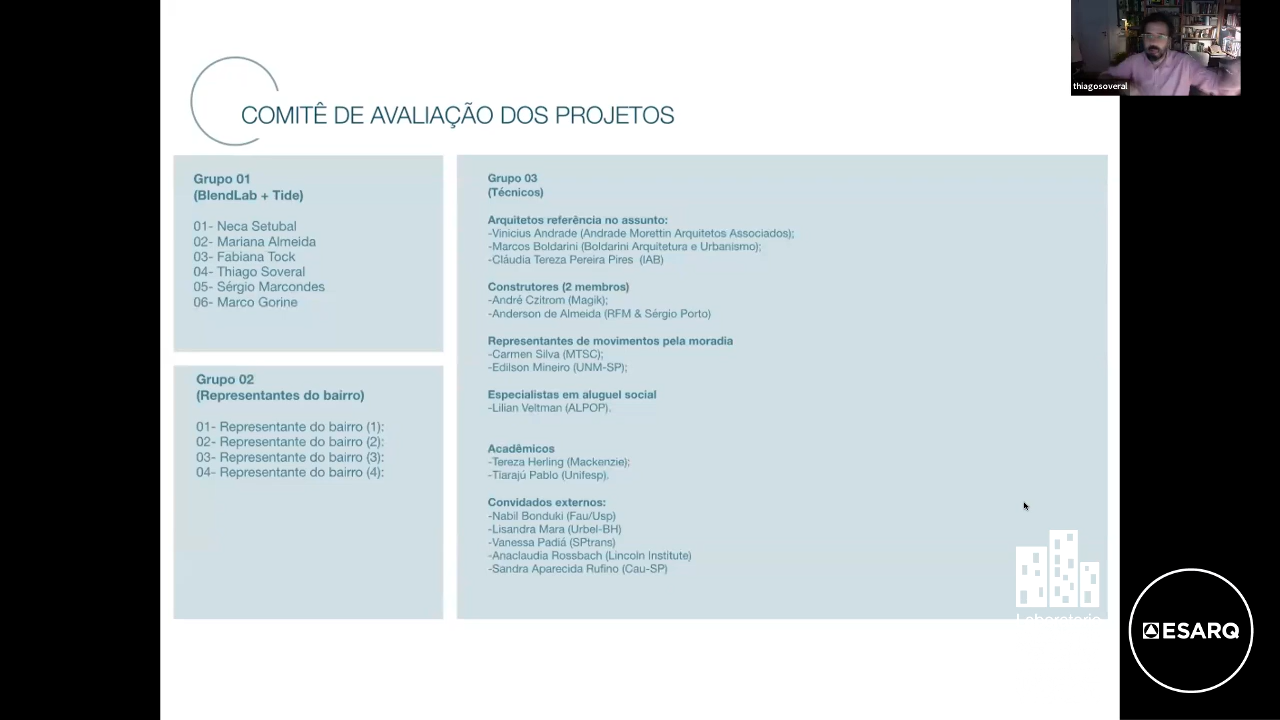 thiagosoveral
COMITÊ DE AVALIAÇÃO DOS PROJETOS
Grupo 01
(BlendLab + Tide)
01- Neca Setubal
02- Mariana Almeida
03- Fabiana Tock
04- Thiago Soveral
05- Sérgio Marcondes
06- Marco Gorine
Grupo 02
(Representantes do bairro)
01- Representante do bairro (1):
02- Representante do bairro (2):
03- Representante do bairro (3):
04- Representante do bairro (4):
Grupo 03
(Técnicos)
Arquitetos referência no assunto:
-Vinicius Andrade (Andrade Morettin Arquitetos Associados);
-Marcos Boldarini (Boldarini Arquitetura e Urbanismo);
-Cláudia Tereza Pereira Pires (IAB)
Construtores (2 membros)
-André Czitrom (Magik);
-Anderson de Almeida (RFM & Sérgio Porto)
Representantes de movimentos pela moradia
-Carmen Silva (MTSC);
-Edilson Mineiro (UNM-SP);
Especialistas em aluguel social
-Lilian Veltman (ALPOP).
Acadêmicos
-Tereza Herling (Mackenzie);
-Tiarajú Pablo (Unifesp).
Convidados externos:
-Nabil Bonduki (Fau/Usp)
-Lisandra Mara (Urbel-BH)
-Vanessa Padiá (SPtrans)
-Anaclaudia Rossbach (Lincoln Institute)
-Sandra Aparecida Rufino (Cau-SP)
Laboratorio
ESARQ